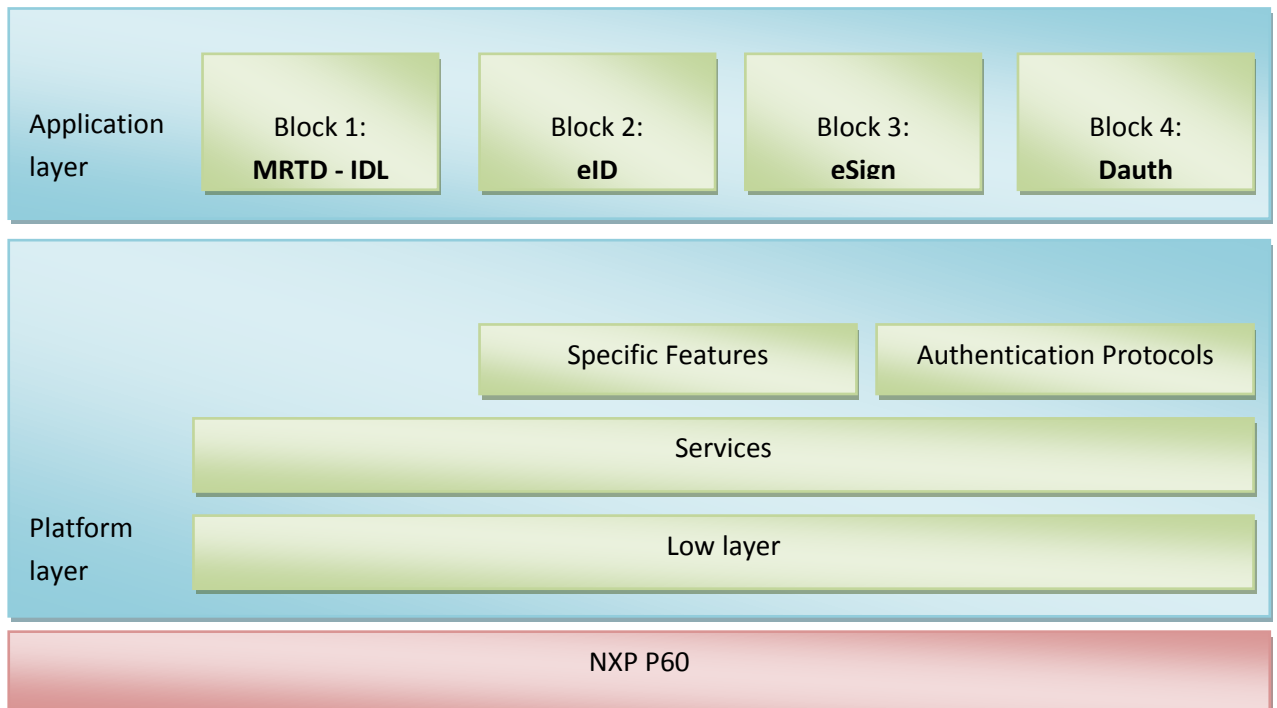 Application
layer
Block 1:
MRTD - IDL
Block 2:
eID
Block 3:
eSign
Block 4:
Dauth
Specific Features
Authentication Protocols
Services
Platform
layer
Low layer
NXP P60